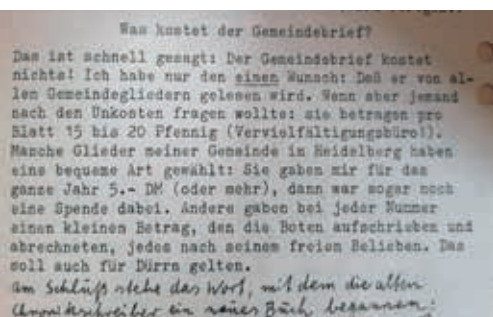 Was kostet der Gemeindebrief?
Das ist schnell gesagt: Der Gemeindebrief kostet
nichts! Ich habe nur den einen Wunsch: Daß er von al-
len Gemeindegliedern gelesen wird. Wenn aber jemand
nach den Unkosten fragen wollte: sie betragen pro
Blatt 15 bis 20 Pfennig (Vervielfältigungsbüro!).
Manche Glieder meiner Gemeinde in Heidelberg haben
eine bequeme Art gewählt: Sie gaben mir für das
ganze Jahr 5.- DM (oder mehr), dann war sogar noch
eine Spende dabei. Andere gaben bei jeder Nummer
einen kleinen Betrag, den die Boten aufschrieben und
abrechneten, jedes nach seinem freien Belieben. Das
soll auch für Dürrn gelten.
Am Schluß stehe das Wort, mit dem die alten
Chronikschreiber ein neues Buch begannen: